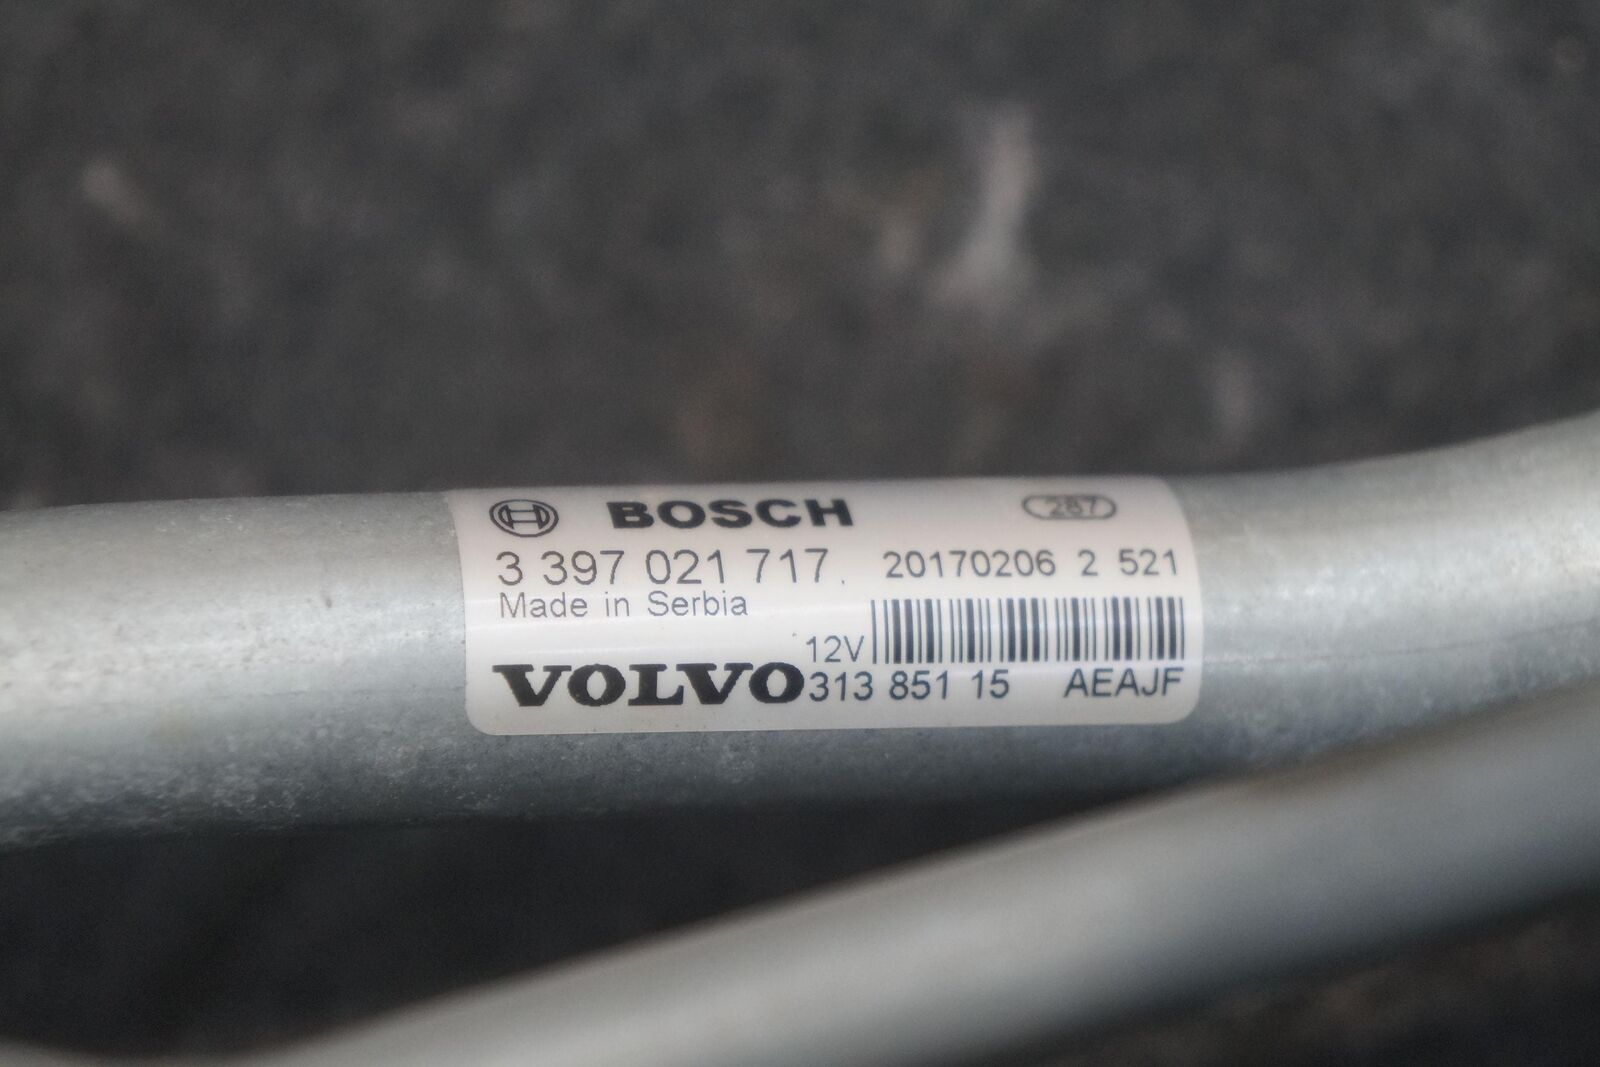 BOSCH 287
3 397 021 717 20170206 2 521
Made in Serbia
12V
VOLVO 313 851 15 AEAJF